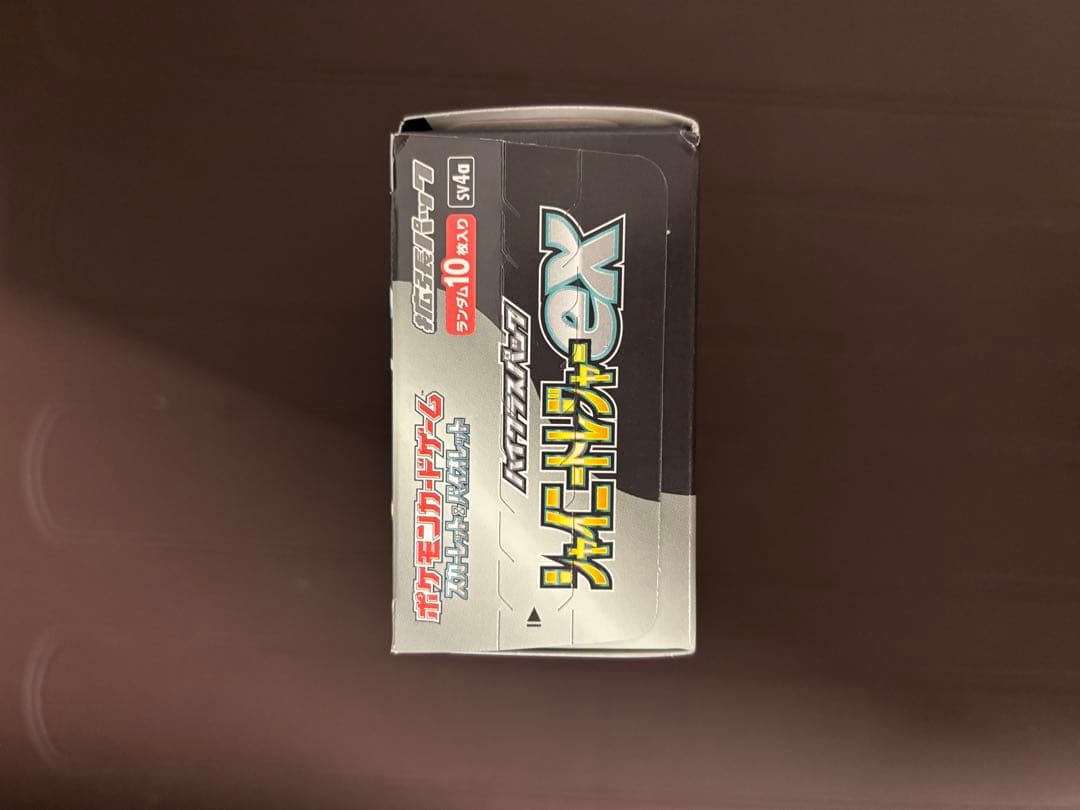 ポケモンカードゲーム
スカーレット&バイオレット
拡張パック
ランダム10枚入り
SV4a
ハイクラスパック
シャイニートレジャーex